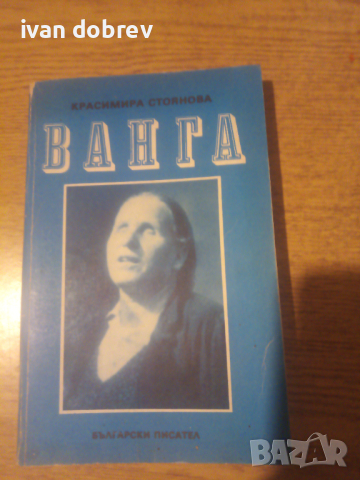 ivan dobrev
КРАСИМИРА СТОЯНОВА
ВАНГА
БЪЛГАРСКИ ПИСАТЕЛ
BAZAR